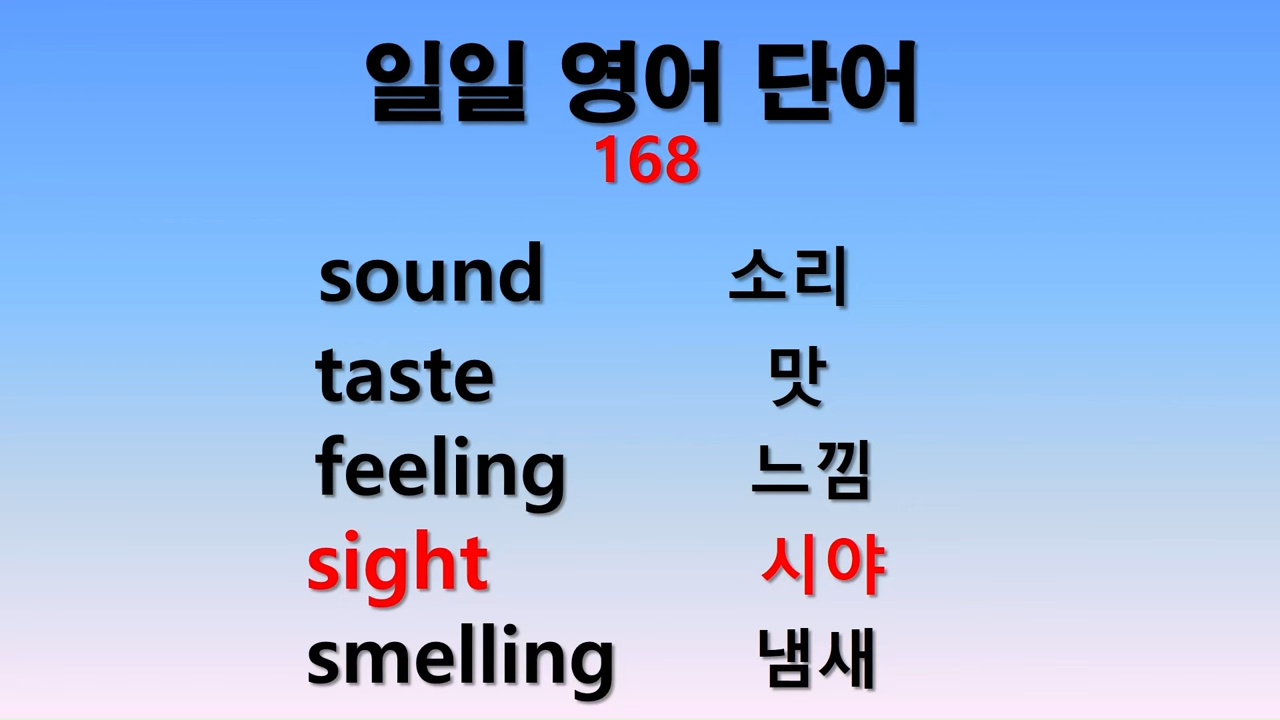 일일 영어 단어
168
sound 소리
taste 맛
feeling 느낌
sight 시야
smelling 냄새